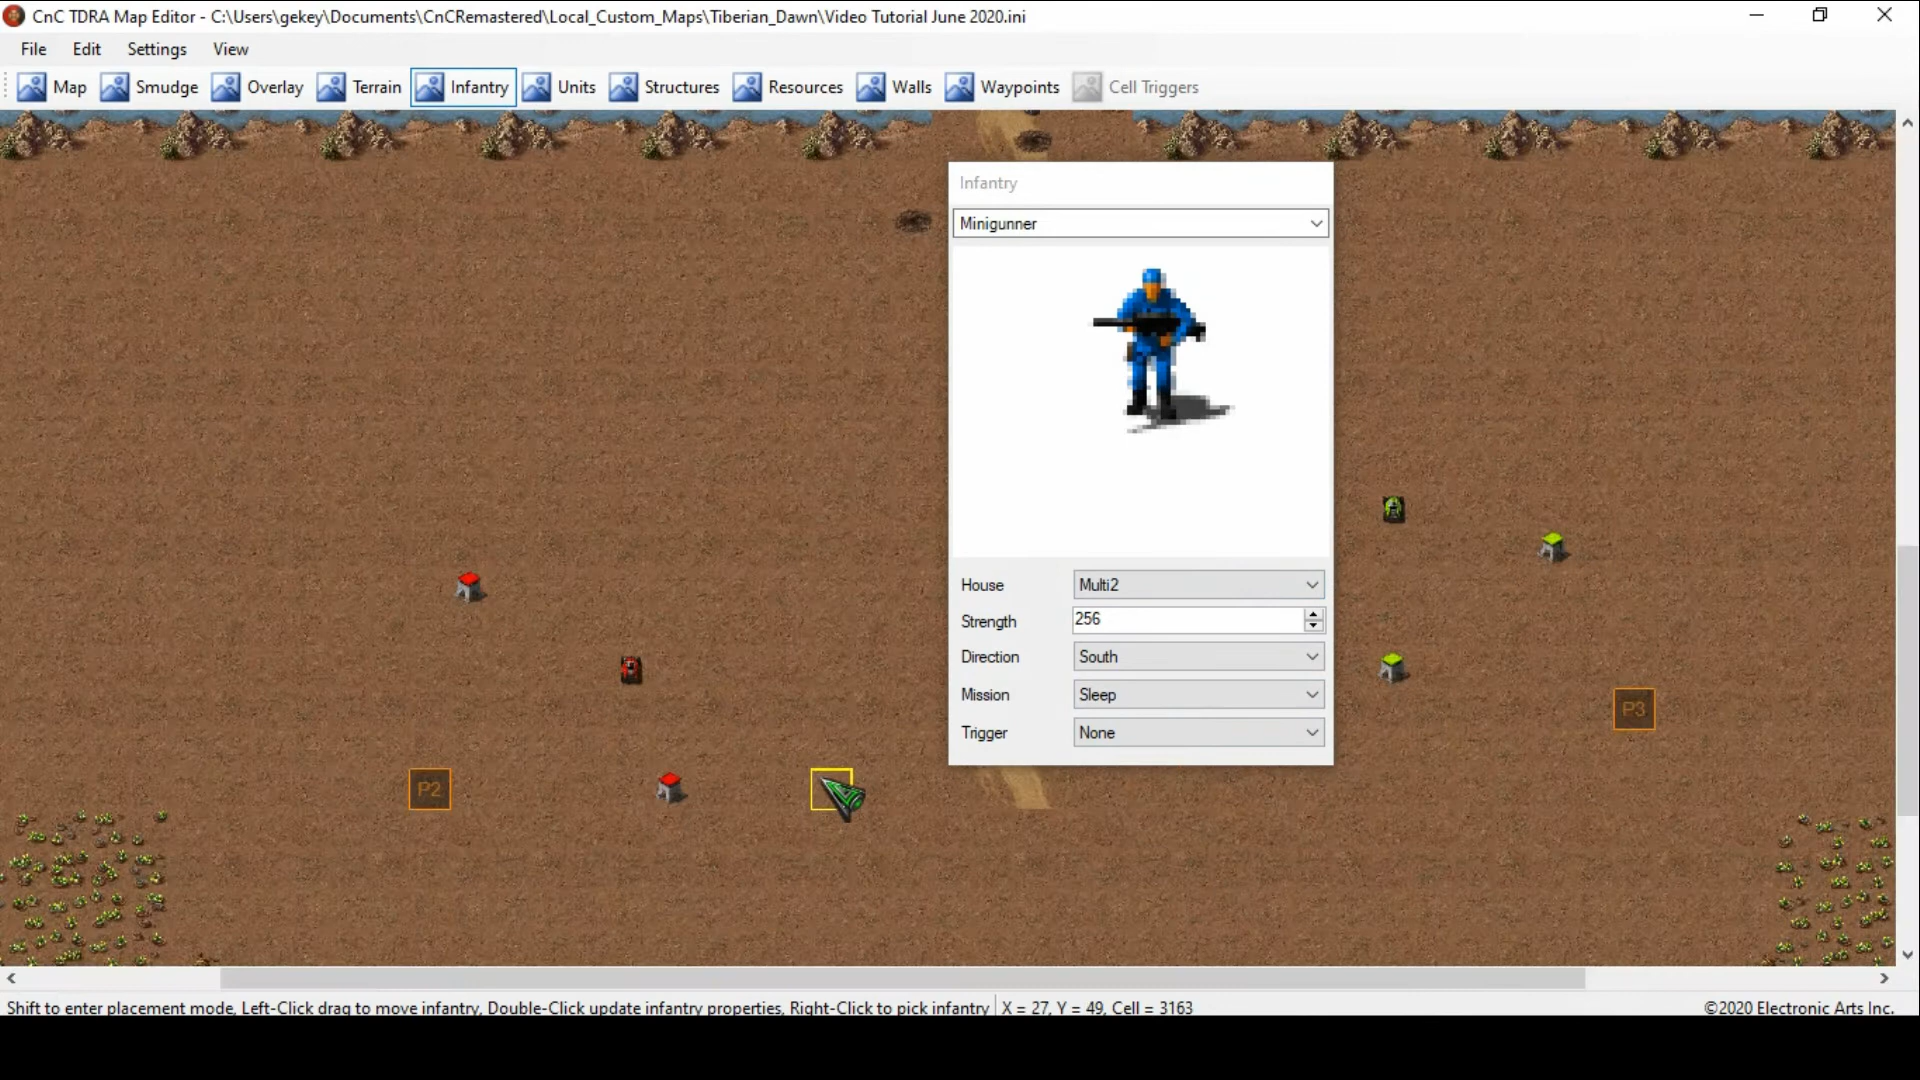 CnC TDRA Map Editor - C:\Users\gekey\Documents\CnCRemastered\Local_Custom_Maps\Tiberian_Dawn\Video Tutorial June 2020.ini
File Edit Settings View
Map Smudge Overlay Terrain Infantry Units Structures Resources Walls Waypoints Cell Triggers
Infantry
Minigunner
House Multi2
Strength 256
Direction South
Mission Sleep
Trigger None
P3
P2
Shift to enter placement mode, Left-Click drag to move infantry, Double-Click update infantry properties, Right-Click to pick infantry X = 27, Y = 49, Cell = 3163 ©2020 Electronic Arts Inc.